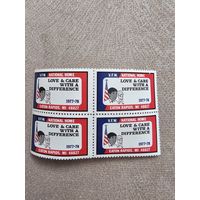 V.F.W. NATIONAL HOME
LOVE & CARE
WITH A
DIFFERENCE
1977-78
EATON RAPIDS, MI 48827
V.F.W. NATIONAL HOME
LOVE & CARE
WITH A
DIFFERENCE
1977-78
EATON RAPIDS, MI 48827
V.F.W. NATIONAL HOME
LOVE & CARE
WITH A
DIFFERENCE
1977-78
EATON RAPIDS, MI 48827
V.F.W. NATIONAL HOME
LOVE & CARE
WITH A
DIFFERENCE
1977-78
EATON RAPIDS, MI 48827